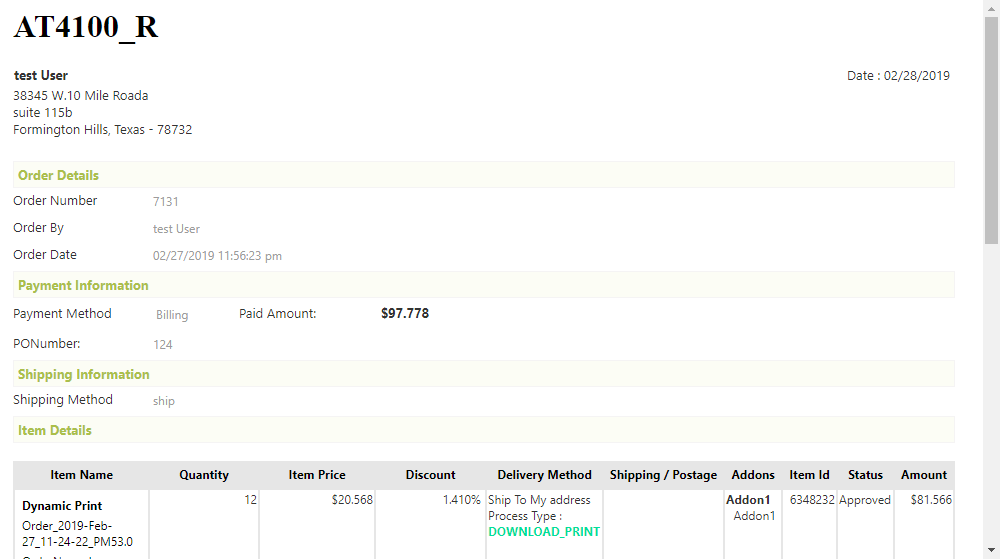 AT4100_R
test User
Date : 02/28/2019
38345 W.10 Mile Roada
suite 115b
Formington Hills, Texas - 78732
Order Details
Order Number 7131
Order By test User
Order Date 02/27/2019 11:56:23 pm
Payment Information
Payment Method Billing Paid Amount: $97.778
PONumber: 124
Shipping Information
Shipping Method ship
Item Details
Item Name Quantity Item Price Discount Delivery Method Shipping / Postage Addons Item Id Status Amount
Dynamic Print 12 $20.568 1.410% Ship To My address Addon1 6348232 Approved $81.566
Order_2019-Feb- Process Type : Addon1
27_11-24-22_PM53.0 DOWNLOAD_PRINT